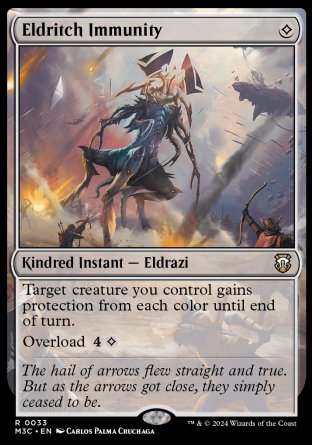 Eldritch Immunity
Kindred Instant — Eldrazi
Target creature you control gains
protection from each color until end
of turn.
Overload 4
The hail of arrows flew straight and true.
But as the arrows got close, they simply
ceased to be.
R 0033
M3C • EN CARLOS PALMA CRUCHAGA
™ & © 2024 Wizards of the Coast